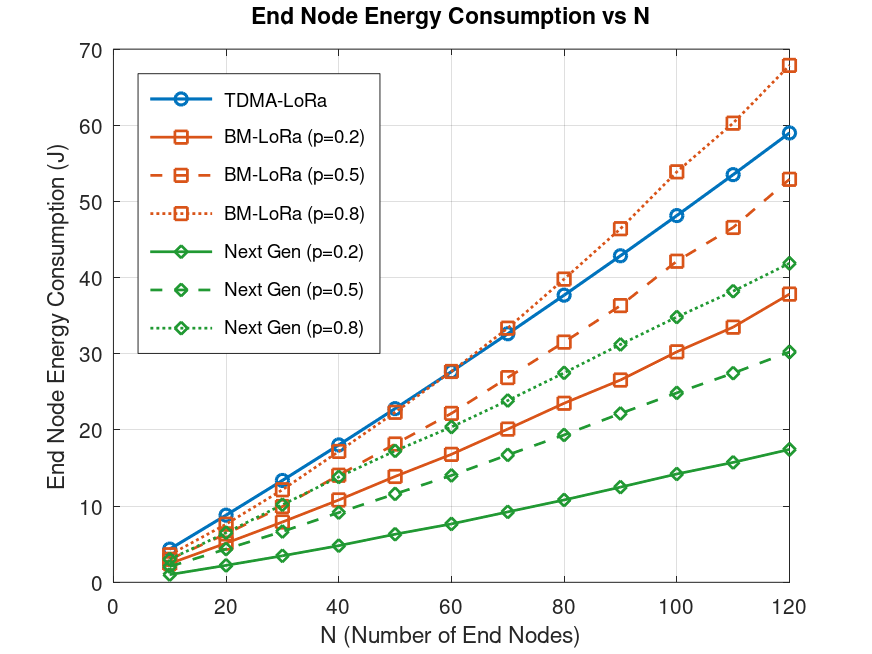 End Node Energy Consumption vs N
End Node Energy Consumption (J)
70
60
50
40
30
20
10
0
TDMA-LoRa
BM-LoRa (p=0.2)
BM-LoRa (p=0.5)
BM-LoRa (p=0.8)
Next Gen (p=0.2)
Next Gen (p=0.5)
Next Gen (p=0.8)
0 20 40 60 80 100 120
N (Number of End Nodes)